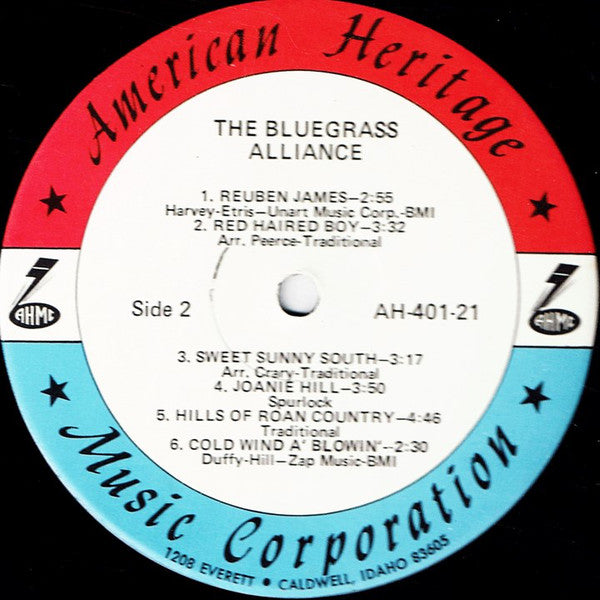 American Heritage
THE BLUEGRASS
ALLIANCE
1. REUBEN JAMES—2:55
Harvey-Etris—Unart Music Corp.-BMI
2. RED HAIRED BOY—3:32
Arr. Peerce-Traditional
AHMC
Side 2
AH-401-21
AHMC
3. SWEET SUNNY SOUTH—3:17
Arr. Crary-Traditional
4. JOANIE HILL—3:50
Spurlock
5. HILLS OF ROAN COUNTRY—4:46
Traditional
6. COLD WIND A' BLOWIN'—2:30
Duffy-Hill—Zap Music-BMI
Music Corporation
1208 EVERETT • CALDWELL, IDAHO 83605